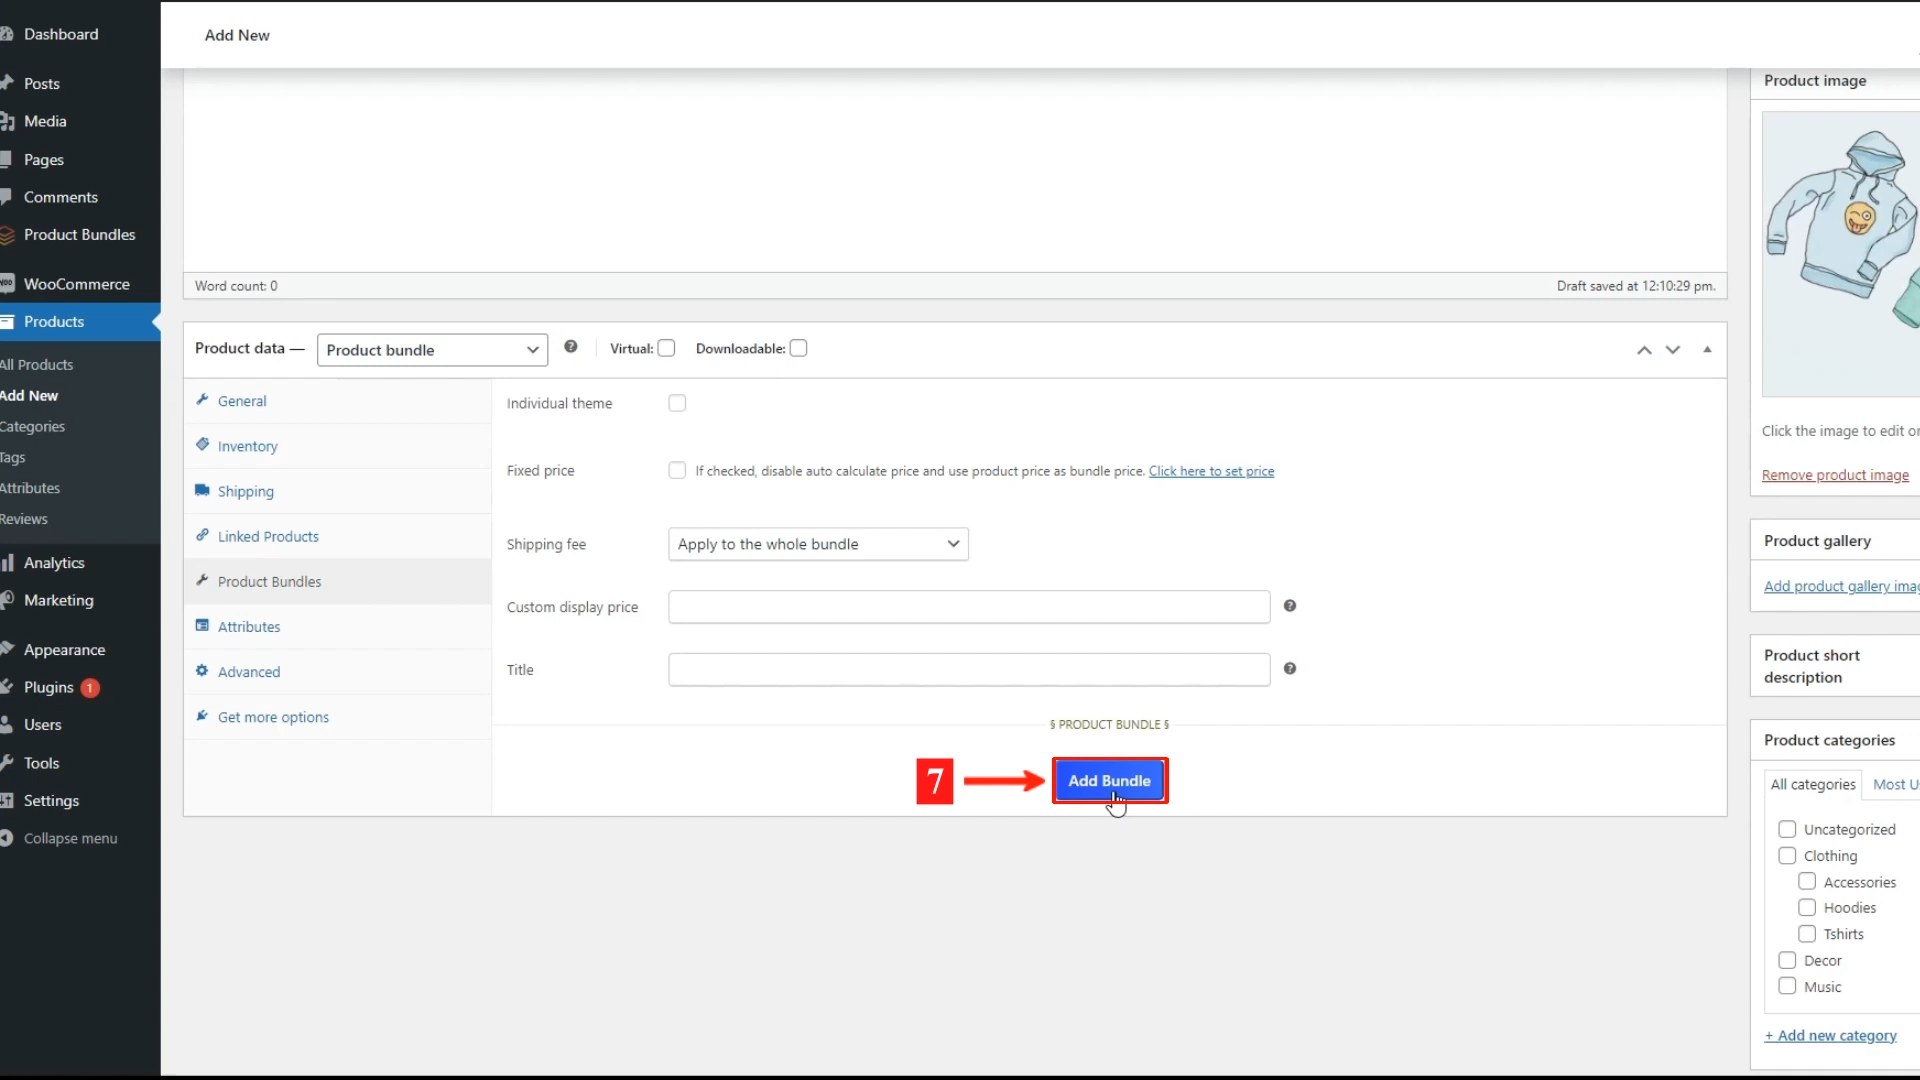 Dashboard
Posts
Media
Pages
Comments
Product Bundles
WooCommerce
Products
All Products
Add New
Categories
Tags
Attributes
Reviews
Analytics
Marketing
Appearance
Plugins 1
Users
Tools
Settings
Collapse menu
Add New
Word count: 0
Draft saved at 12:10:29 pm.
Product data — Product bundle
Virtual:
Downloadable:
General
Inventory
Shipping
Linked Products
Product Bundles
Attributes
Advanced
Get more options
Individual theme
Fixed price
If checked, disable auto calculate price and use product price as bundle price. Click here to set price
Shipping fee
Apply to the whole bundle
Custom display price
Title
§ PRODUCT BUNDLE §
7
Add Bundle
Product image
Click the image to edit or
Remove product image
Product gallery
Add product gallery imag
Product short
description
Product categories
All categories
Most Us
Uncategorized
Clothing
Accessories
Hoodies
Tshirts
Decor
Music
+ Add new category